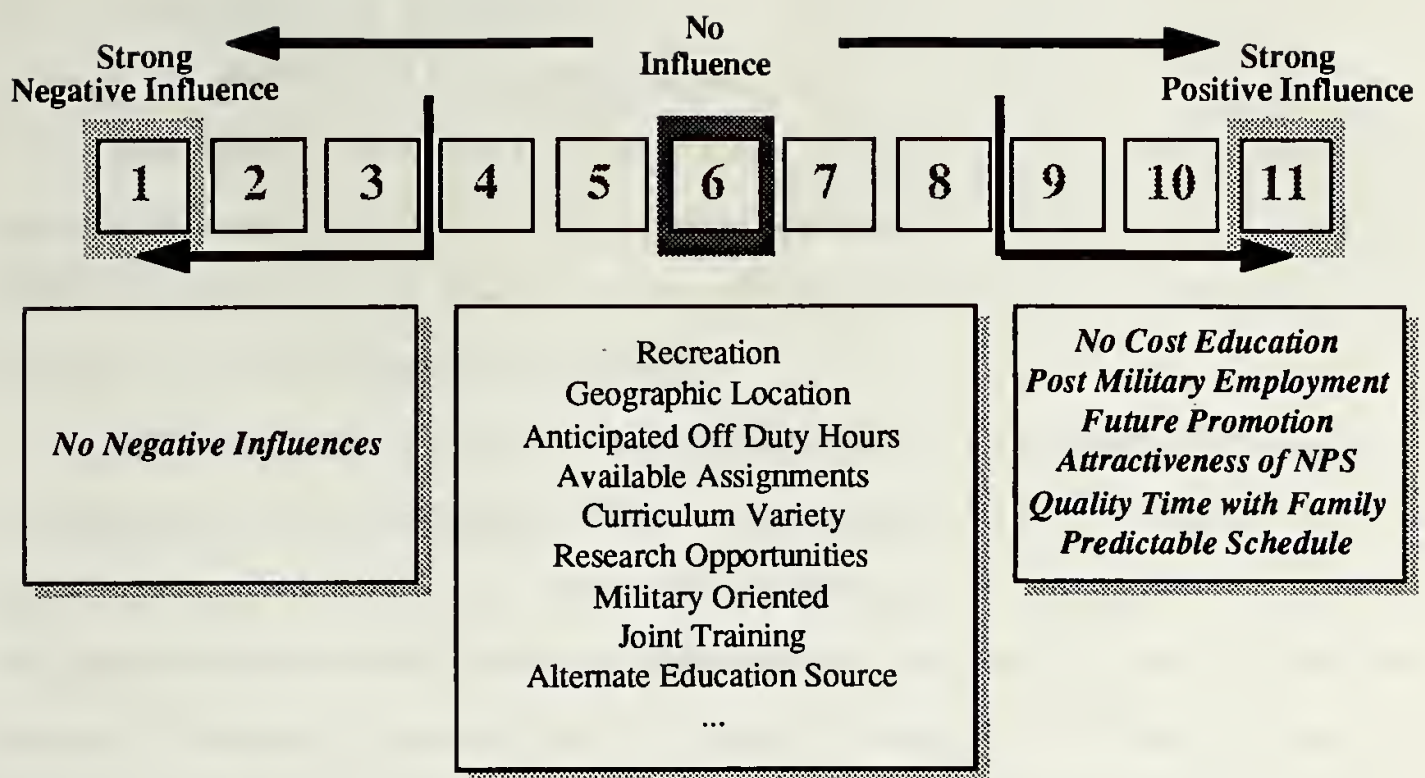 No
Influence
Strong
Negative Influence
Strong
Positive Influence
1 2 3 4 5 6 7 8 9 10 11
No Negative Influences
Recreation
Geographic Location
Anticipated Off Duty Hours
Available Assignments
Curriculum Variety
Research Opportunities
Military Oriented
Joint Training
Alternate Education Source
...
No Cost Education
Post Military Employment
Future Promotion
Attractiveness of NPS
Quality Time with Family
Predictable Schedule